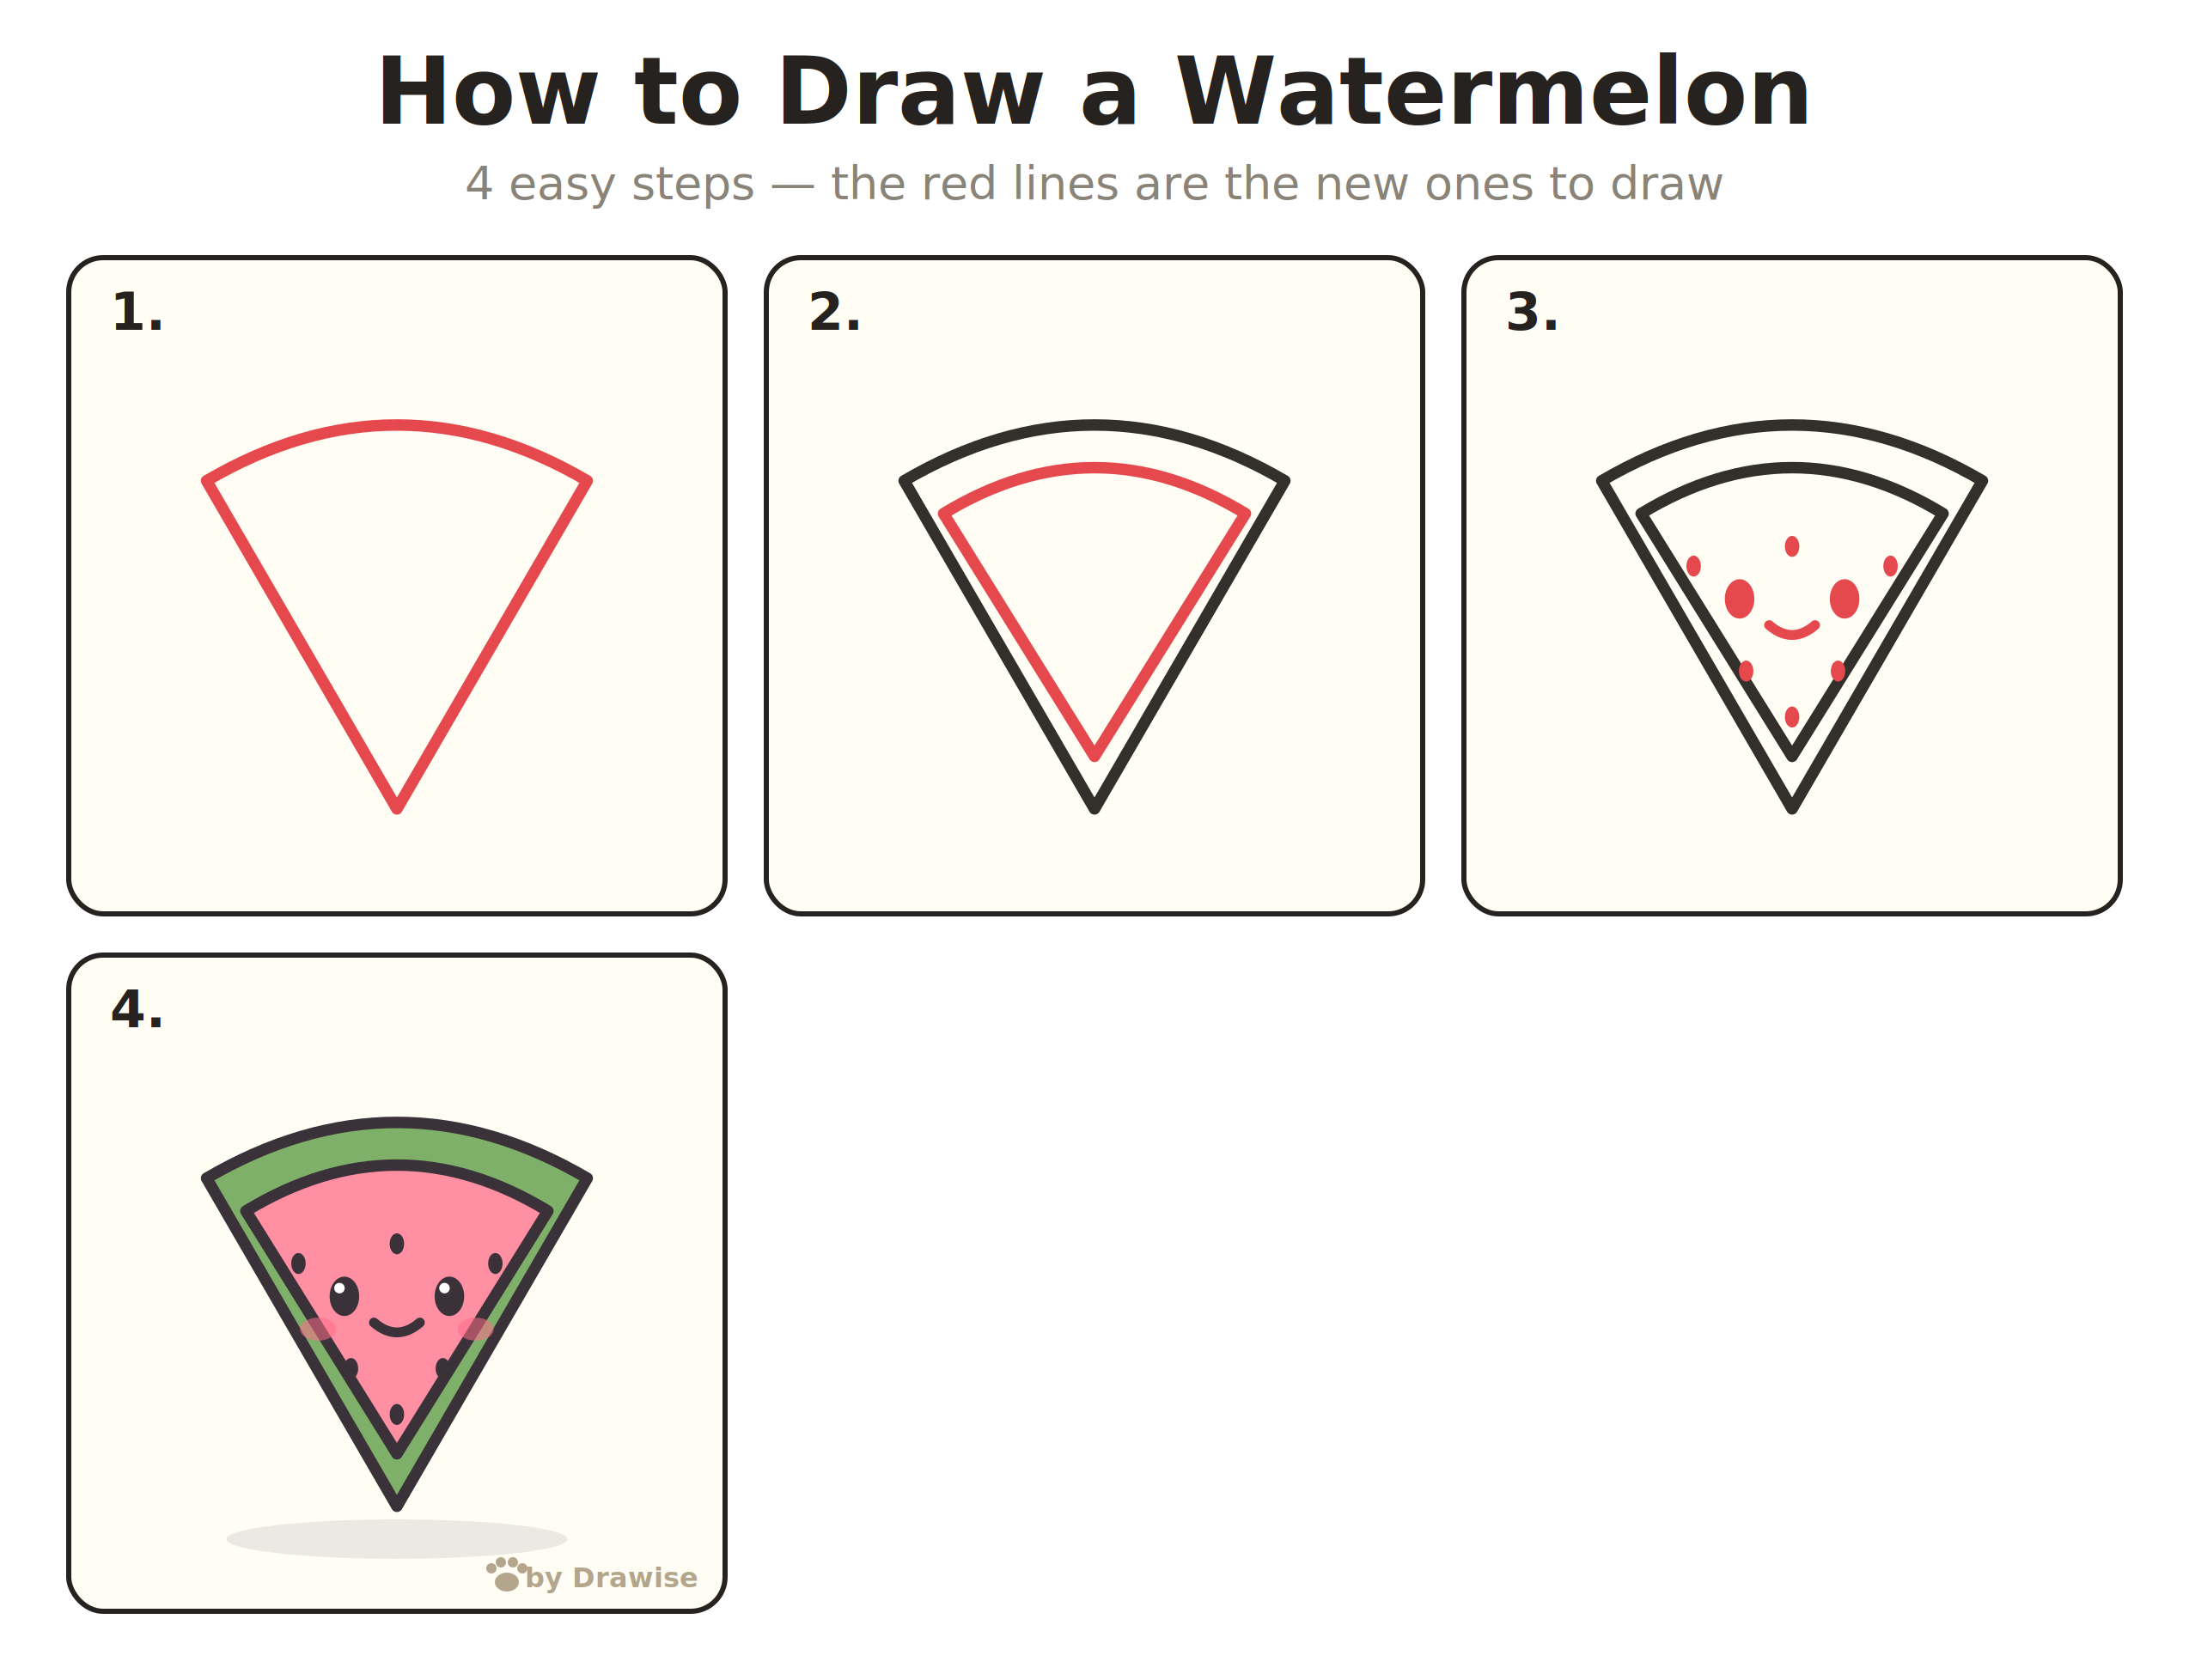 How to Draw a Watermelon
4 easy steps — the red lines are the new ones to draw
1.
2.
3.
4.
by Drawise